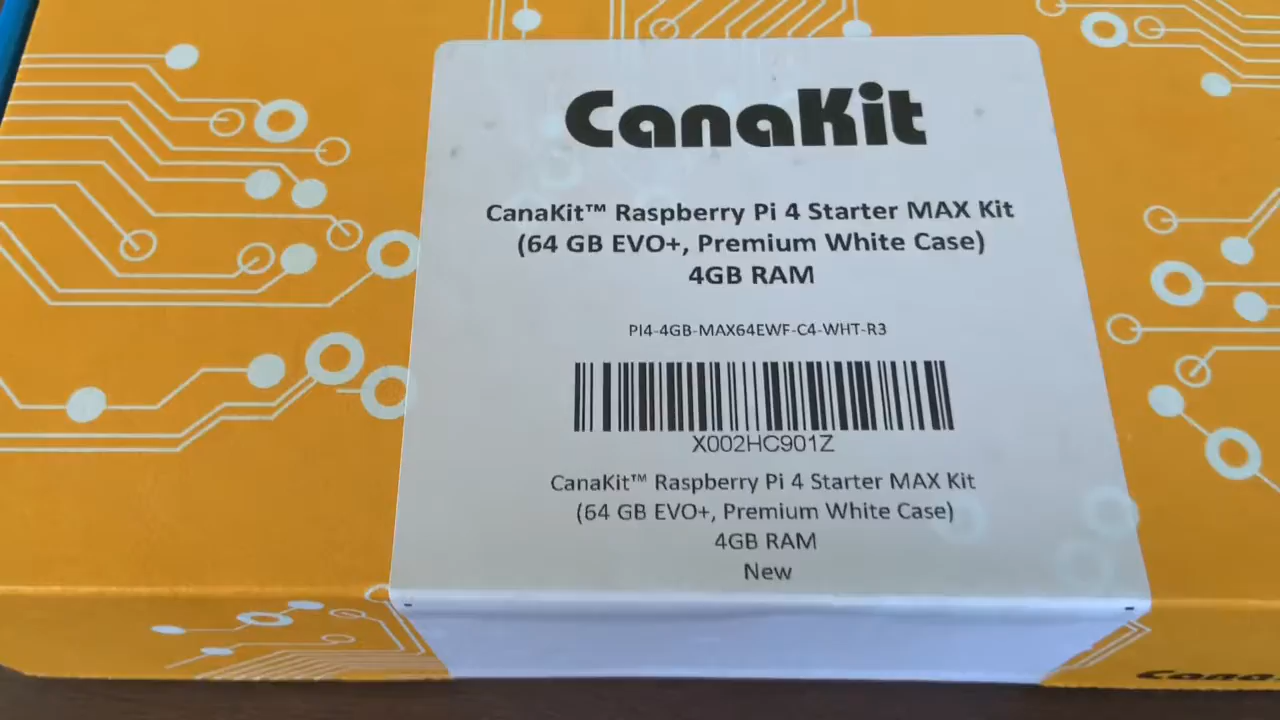 CanaKit
CanaKit™ Raspberry Pi 4 Starter MAX Kit
(64 GB EVO+, Premium White Case)
4GB RAM
PI4-4GB-MAX64EWF-C4-WHT-R3
X002HC901Z
CanaKit™ Raspberry Pi 4 Starter MAX Kit
(64 GB EVO+, Premium White Case)
4GB RAM
New
Cana